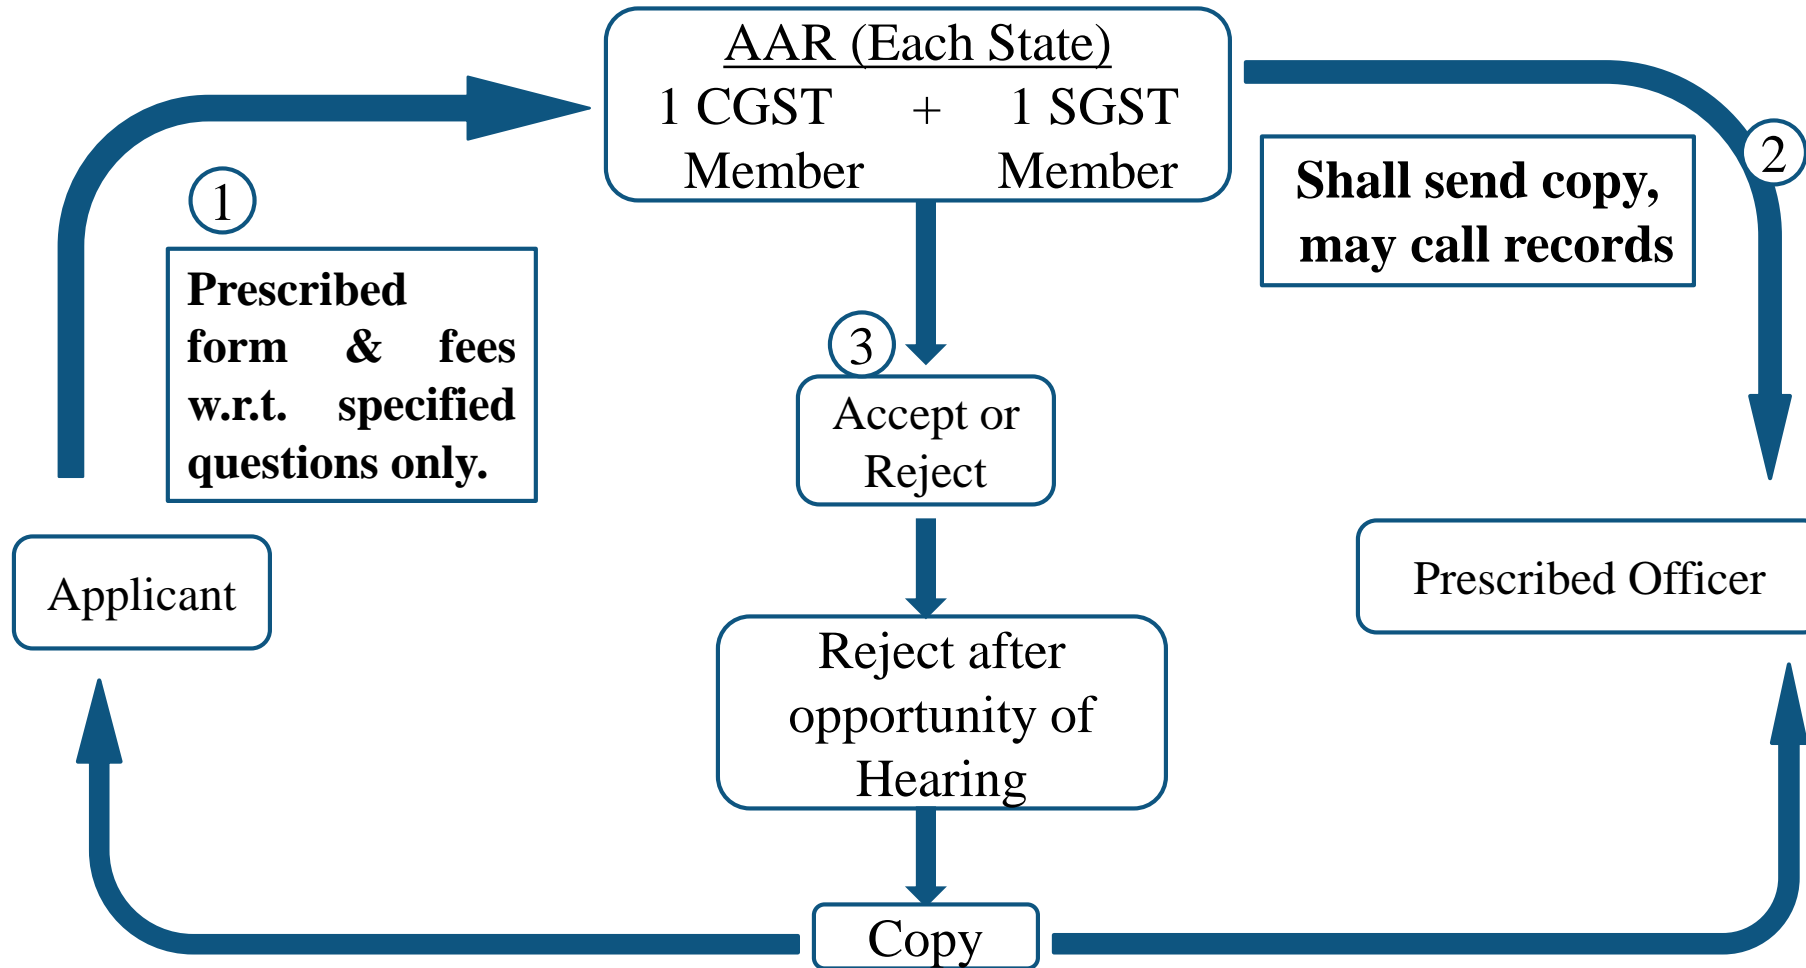 AAR (Each State)
1 CGST + 1 SGST
Member Member
1
Prescribed
form & fees
w.r.t. specified
questions only.
2
Shall send copy,
may call records
3
Accept or
Reject
Applicant
Prescribed Officer
Reject after
opportunity of
Hearing
Copy